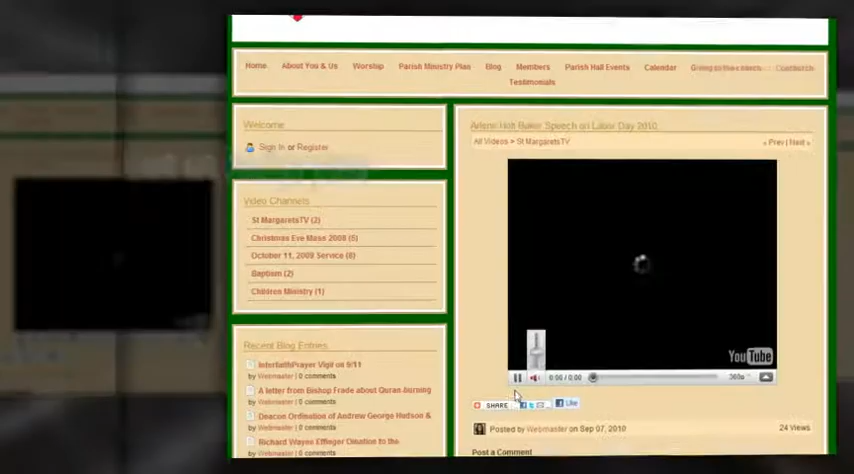 Home About You & Us Worship Parish Ministry Plan Blog Members Parish Hall Events Calendar
Testimonials
Welcome
Sign In or Register
Video Channels
St MargaretsTV (2)
Christmas Eve Mass 2008 (5)
October 11, 2009 Service (8)
Baptism (2)
Children Ministry (1)
Recent Blog Entries
InterfaithPrayer Vigil on 9/11
by Webmaster | 0 comments
A letter from Bishop Frade about Quran-burning
by Webmaster | 0 comments
Deacon Ordination of Andrew George Hudson &
by Webmaster | 0 comments
Richard Wayne Effinger Citation to the
by Webmaster | 0 comments
Arlene Holt Baker Speech on Labor Day 2010
All Videos > St MargaretsTV
« Prev | Next »
YouTube
0:00 / 0:00
360p
SHARE
Like
Posted by Webmaster on Sep 07, 2010
24 Views
Post a Comment